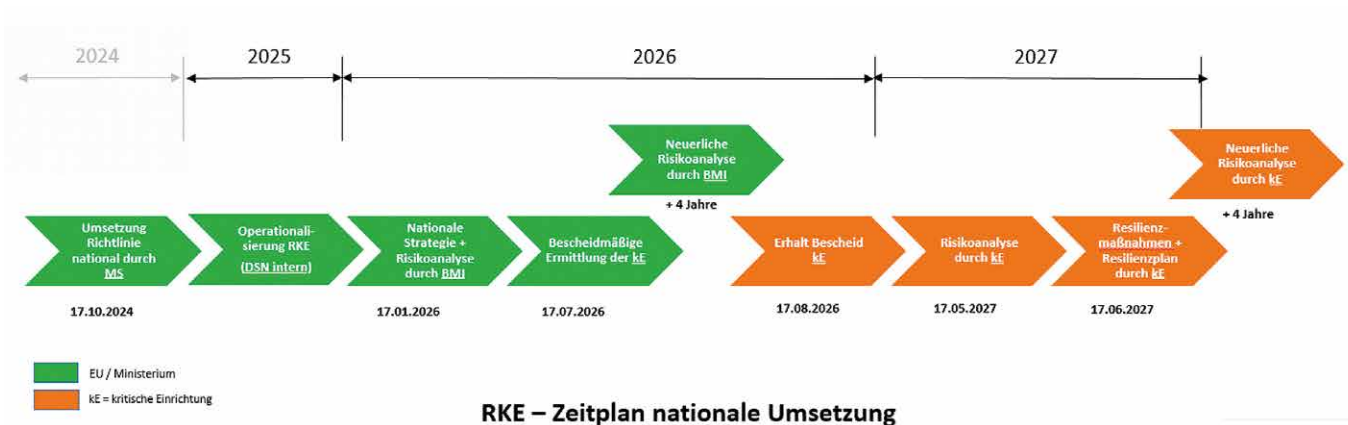 2024
2025
2026
2027
Neuerliche
Risikoanalyse
durch BMI
+ 4 Jahre
Neuerliche
Risikoanalyse
durch kE
+ 4 Jahre
Umsetzung
Richtlinie
national durch
MS
17.10.2024
Operationali-
sierung RKE
(DSN intern)
Nationale
Strategie +
Risikoanalyse
durch BMI
17.01.2026
Bescheidmäßige
Ermittlung der kE
17.07.2026
Erhalt Bescheid
kE
17.08.2026
Risikoanalyse
durch kE
17.05.2027
Resilienz-
maßnahmen +
Resilienzplan
durch kE
17.06.2027
EU / Ministerium
kE = kritische Einrichtung
RKE – Zeitplan nationale Umsetzung